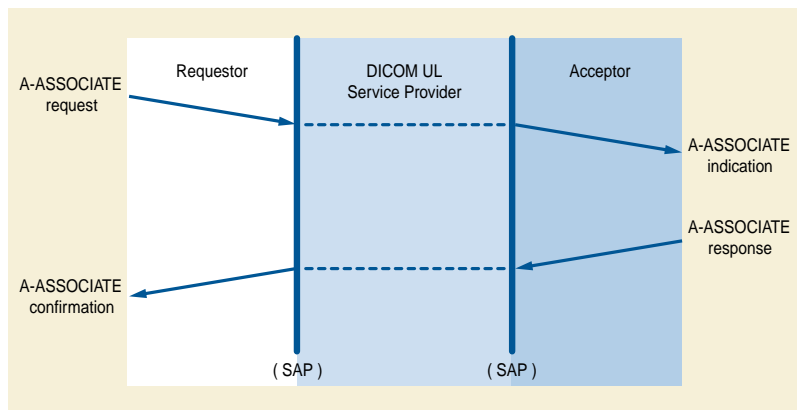 Requestor
DICOM UL
Service Provider
Acceptor
A-ASSOCIATE
request
A-ASSOCIATE
indication
A-ASSOCIATE
response
A-ASSOCIATE
confirmation
( SAP )
( SAP )